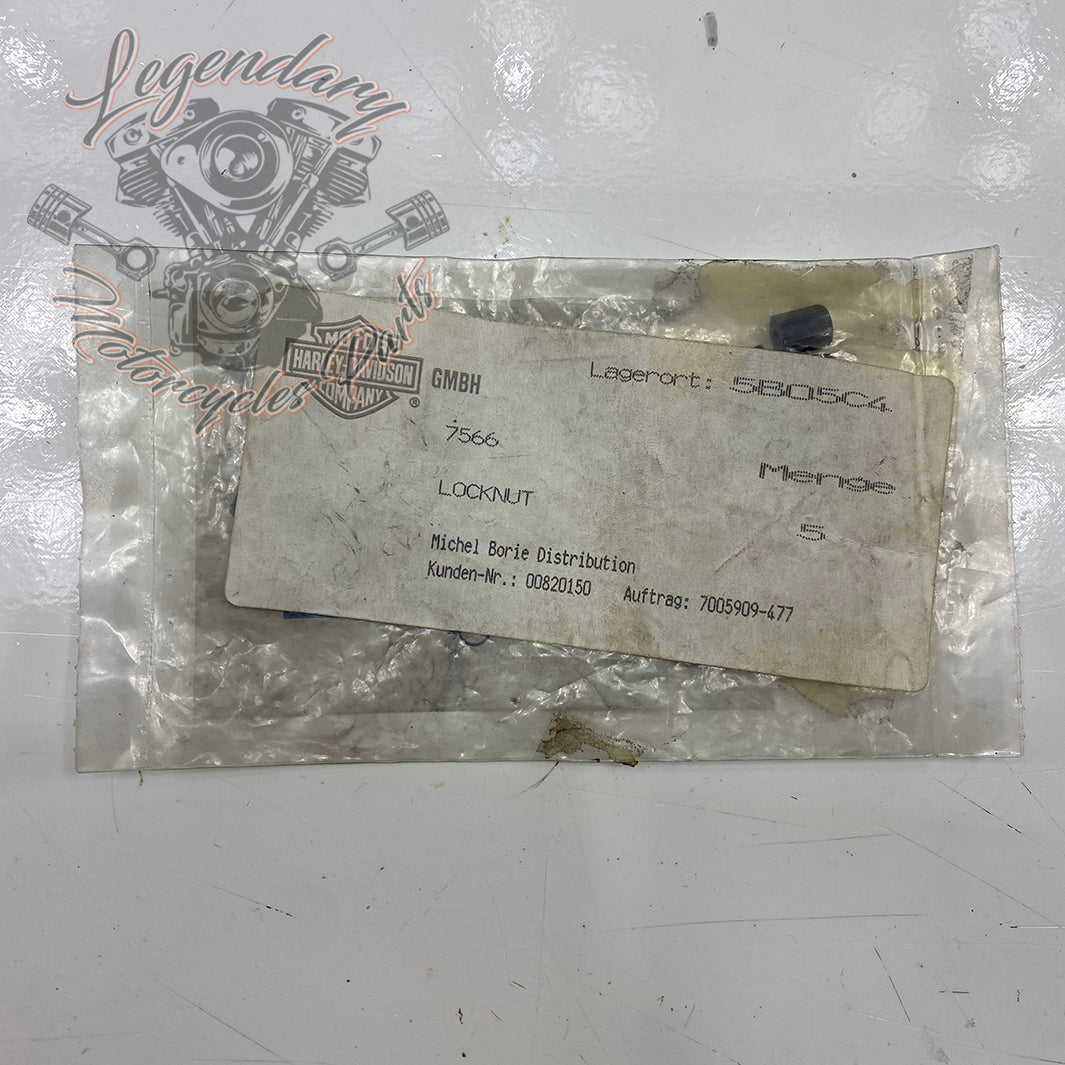 Legendary
Motorcycles Parts
MOTOR
HARLEY-DAVIDSON
COMPANY
®
GMBH
Lagerort: 5B05C4
7566
Menge
LOCKNUT
5
Michel Borie Distribution
Kunden-Nr.: 00820150 Auftrag: 7005909-477